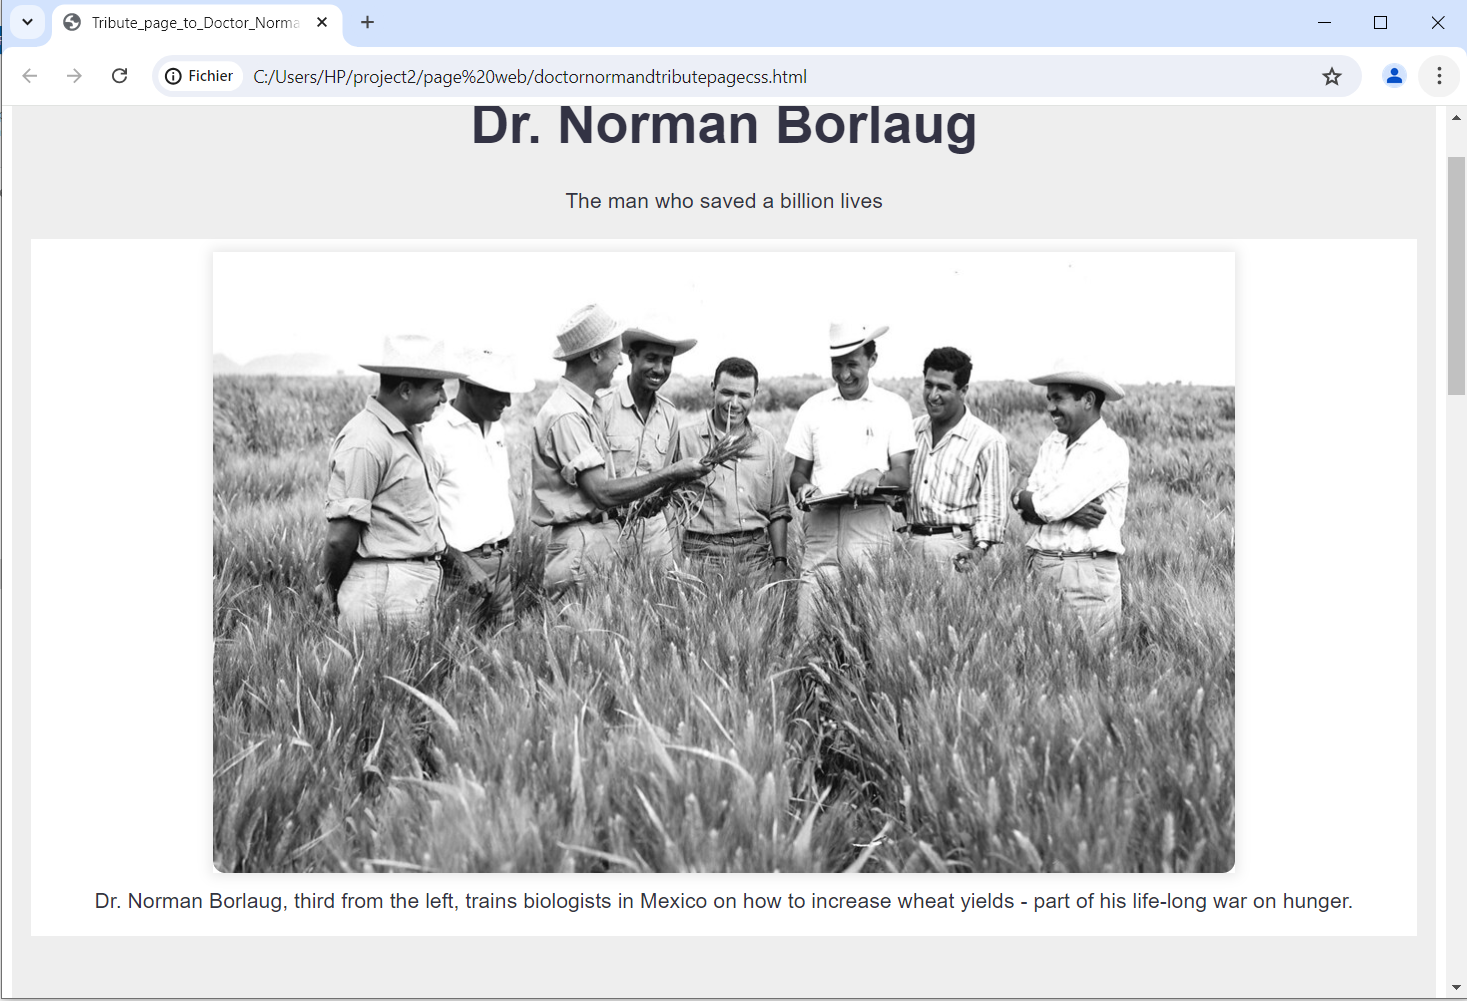 Tribute_page_to_Doctor_Norma
Fichier C:/Users/HP/project2/page%20web/doctornormandtributepagecss.html
Dr. Norman Borlaug
The man who saved a billion lives
Dr. Norman Borlaug, third from the left, trains biologists in Mexico on how to increase wheat yields - part of his life-long war on hunger.